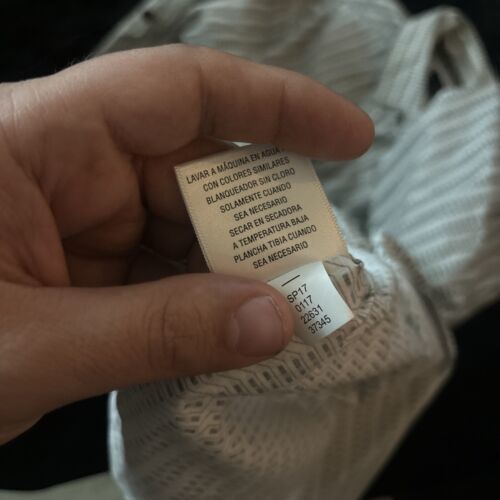 LAVAR A MÁQUINA EN AGUA
CON COLORES SIMILARES
BLANQUEADOR SIN CLORO
SOLAMENTE CUANDO
SEA NECESARIO
SECAR EN SECADORA
A TEMPERATURA BAJA
PLANCHA TIBIA CUANDO
SEA NECESARIO
SP17
0117
22631
37345